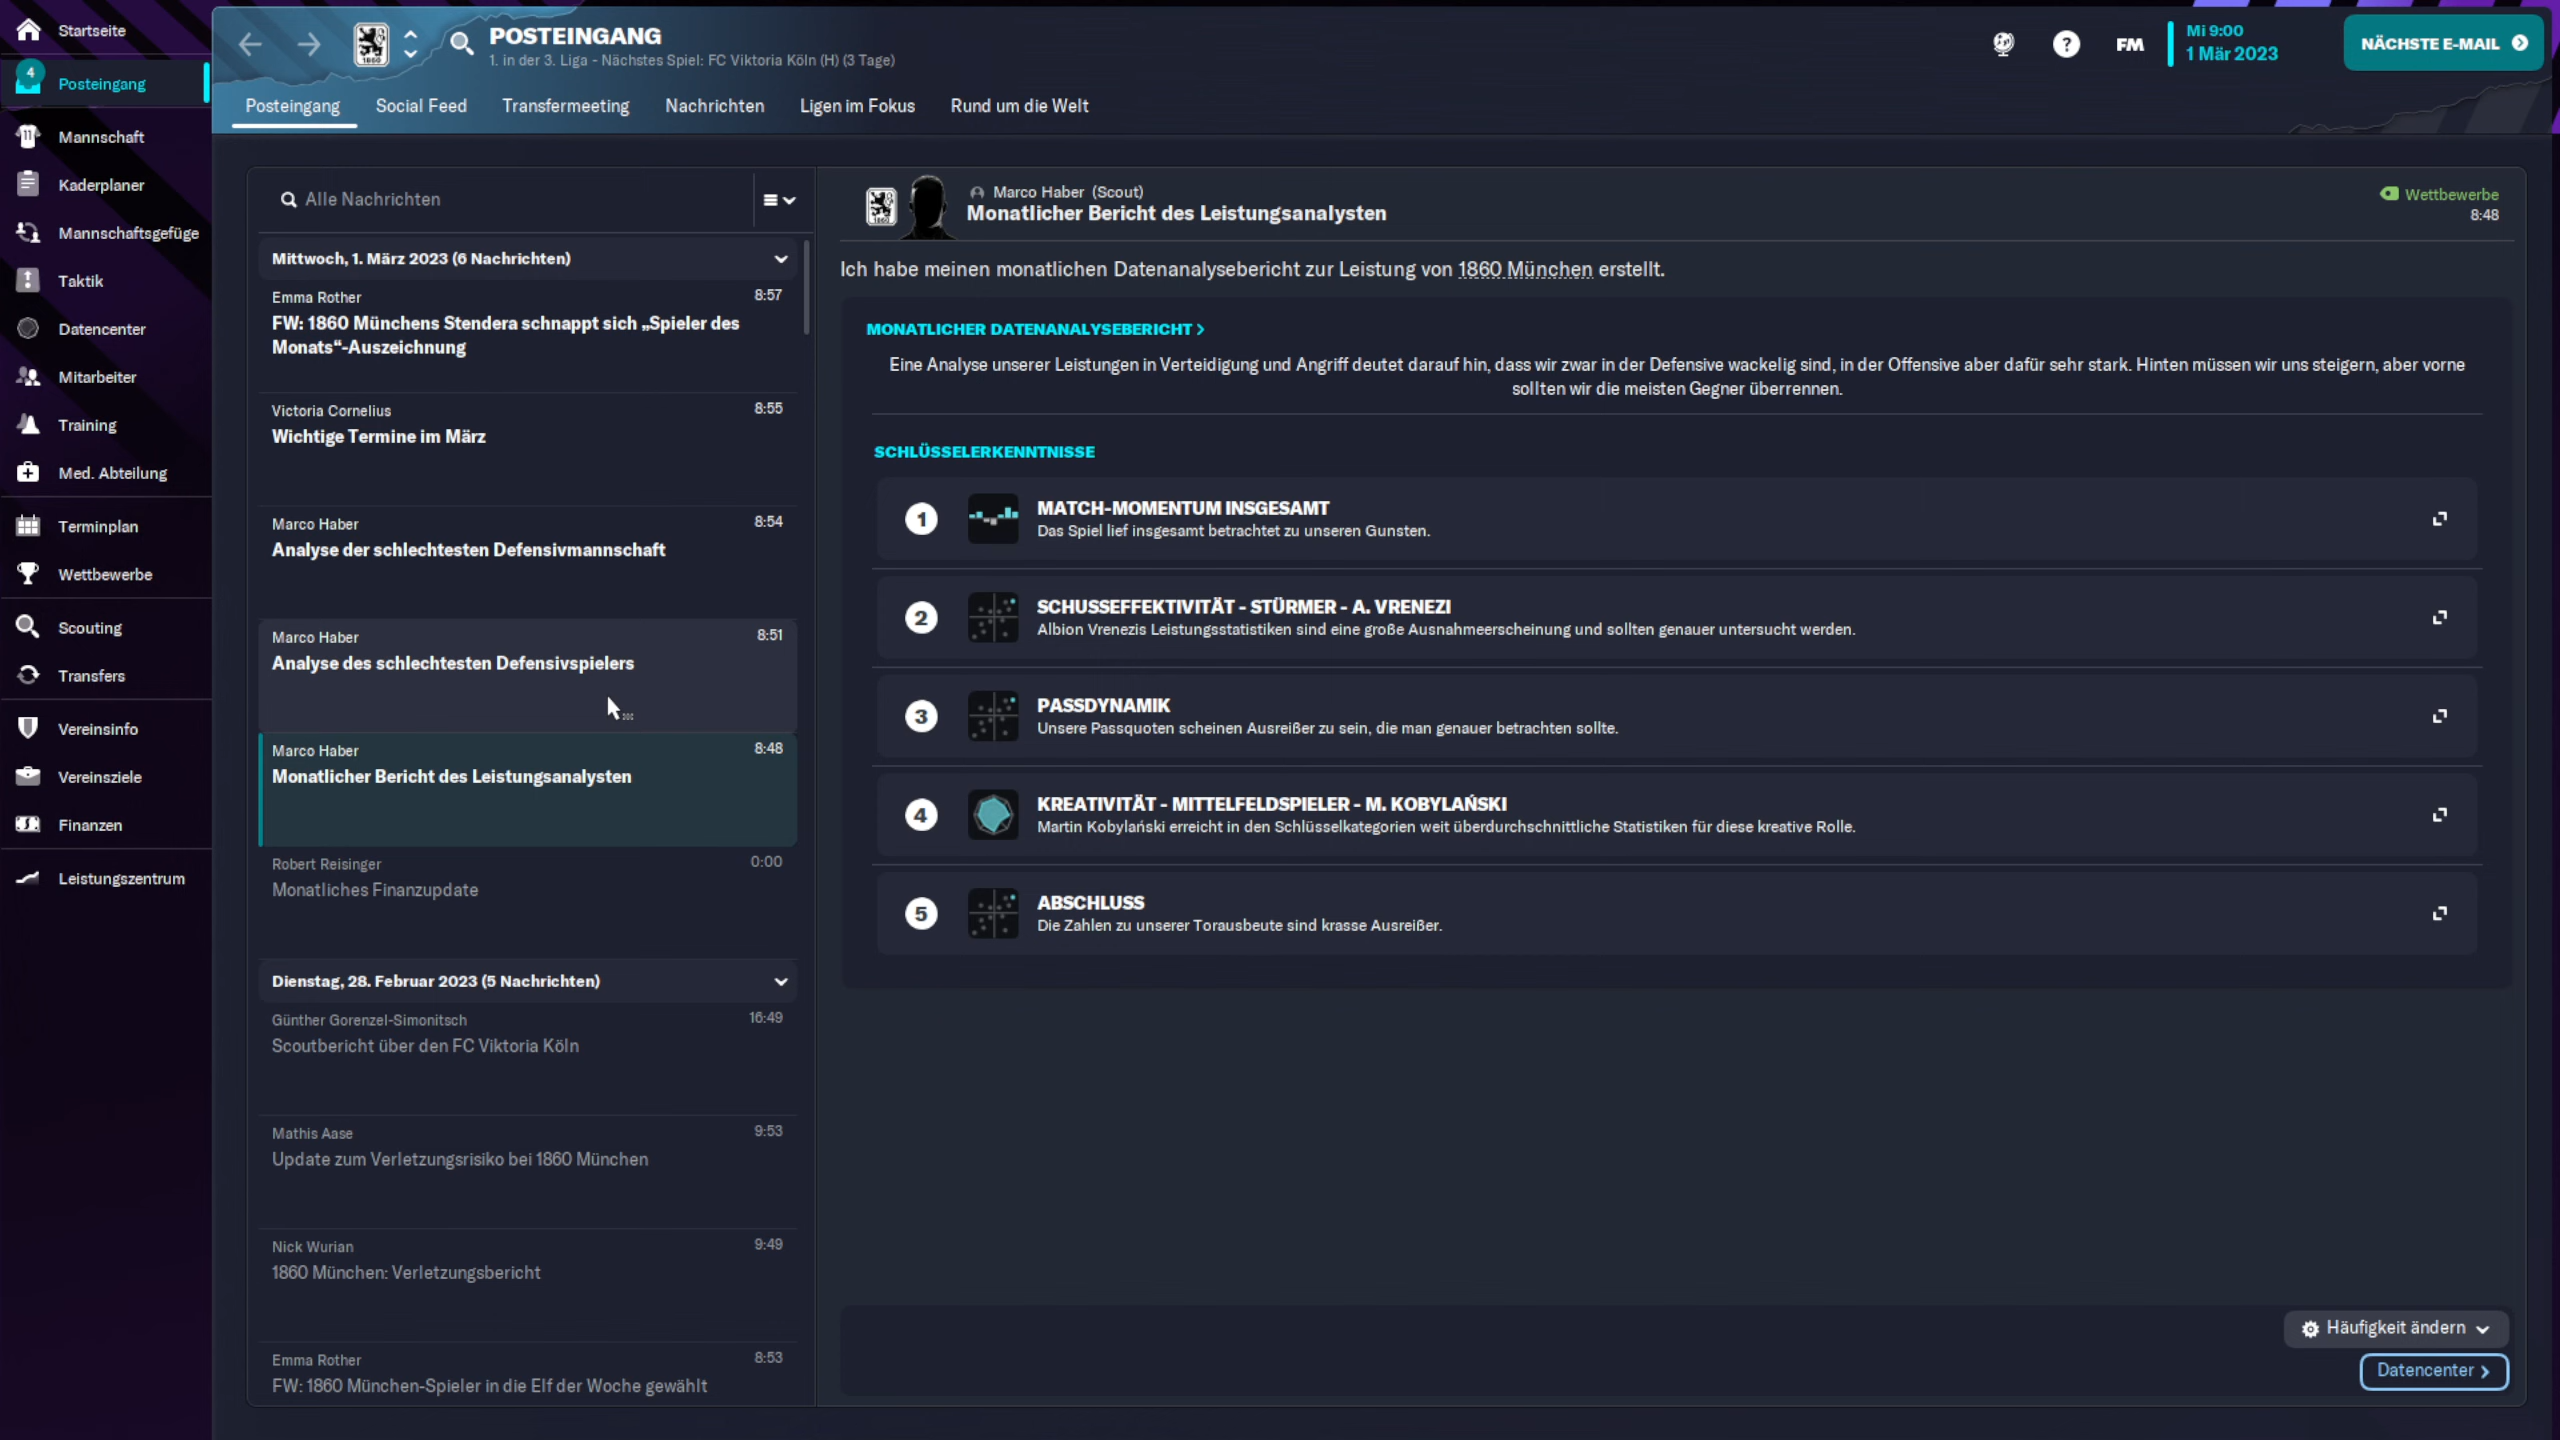 Startseite
4
Posteingang
Mannschaft
Kaderplaner
Mannschaftsgefüge
Taktik
Datencenter
Mitarbeiter
Training
Med. Abteilung
Terminplan
Wettbewerbe
Scouting
Transfers
Vereinsinfo
Vereinsziele
Finanzen
Leistungszentrum
POSTEINGANG
1. in der 3. Liga - Nächstes Spiel: FC Viktoria Köln (H) (3 Tage)
FM
Mi 9:00
1 Mär 2023
NÄCHSTE E-MAIL
Posteingang Social Feed Transfermeeting Nachrichten Ligen im Fokus Rund um die Welt
Alle Nachrichten
Mittwoch, 1. März 2023 (6 Nachrichten)
Emma Rother 8:57
FW: 1860 Münchens Stendera schnappt sich „Spieler des
Monats“-Auszeichnung
Victoria Cornelius 8:55
Wichtige Termine im März
Marco Haber 8:54
Analyse der schlechtesten Defensivmannschaft
Marco Haber 8:51
Analyse des schlechtesten Defensivspielers
Marco Haber 8:48
Monatlicher Bericht des Leistungsanalysten
Robert Reisinger 0:00
Monatliches Finanzupdate
Dienstag, 28. Februar 2023 (5 Nachrichten)
Günther Gorenzel-Simonitsch 16:49
Scoutbericht über den FC Viktoria Köln
Mathis Aase 9:53
Update zum Verletzungsrisiko bei 1860 München
Nick Wurian 9:49
1860 München: Verletzungsbericht
Emma Rother 8:53
FW: 1860 München-Spieler in die Elf der Woche gewählt
Marco Haber (Scout)
Monatlicher Bericht des Leistungsanalysten
Wettbewerbe
8:48
Ich habe meinen monatlichen Datenanalysebericht zur Leistung von 1860 München erstellt.
MONATLICHER DATENANALYSEBERICHT >
Eine Analyse unserer Leistungen in Verteidigung und Angriff deutet darauf hin, dass wir zwar in der Defensive wackelig sind, in der Offensive aber dafür sehr stark. Hinten müssen wir uns steigern, aber vorne
sollten wir die meisten Gegner überrennen.
SCHLÜSSELERKENNTNISSE
1 MATCH-MOMENTUM INSGESAMT
Das Spiel lief insgesamt betrachtet zu unseren Gunsten.
2 SCHUSSEFFEKTIVITÄT - STÜRMER - A. VRENEZI
Albion Vrenezis Leistungsstatistiken sind eine große Ausnahmeerscheinung und sollten genauer untersucht werden.
3 PASSDYNAMIK
Unsere Passquoten scheinen Ausreißer zu sein, die man genauer betrachten sollte.
4 KREATIVITÄT - MITTELFELDSPIELER - M. KOBYLAŃSKI
Martin Kobylański erreicht in den Schlüsselkategorien weit überdurchschnittliche Statistiken für diese kreative Rolle.
5 ABSCHLUSS
Die Zahlen zu unserer Torausbeute sind krasse Ausreißer.
Häufigkeit ändern
Datencenter >